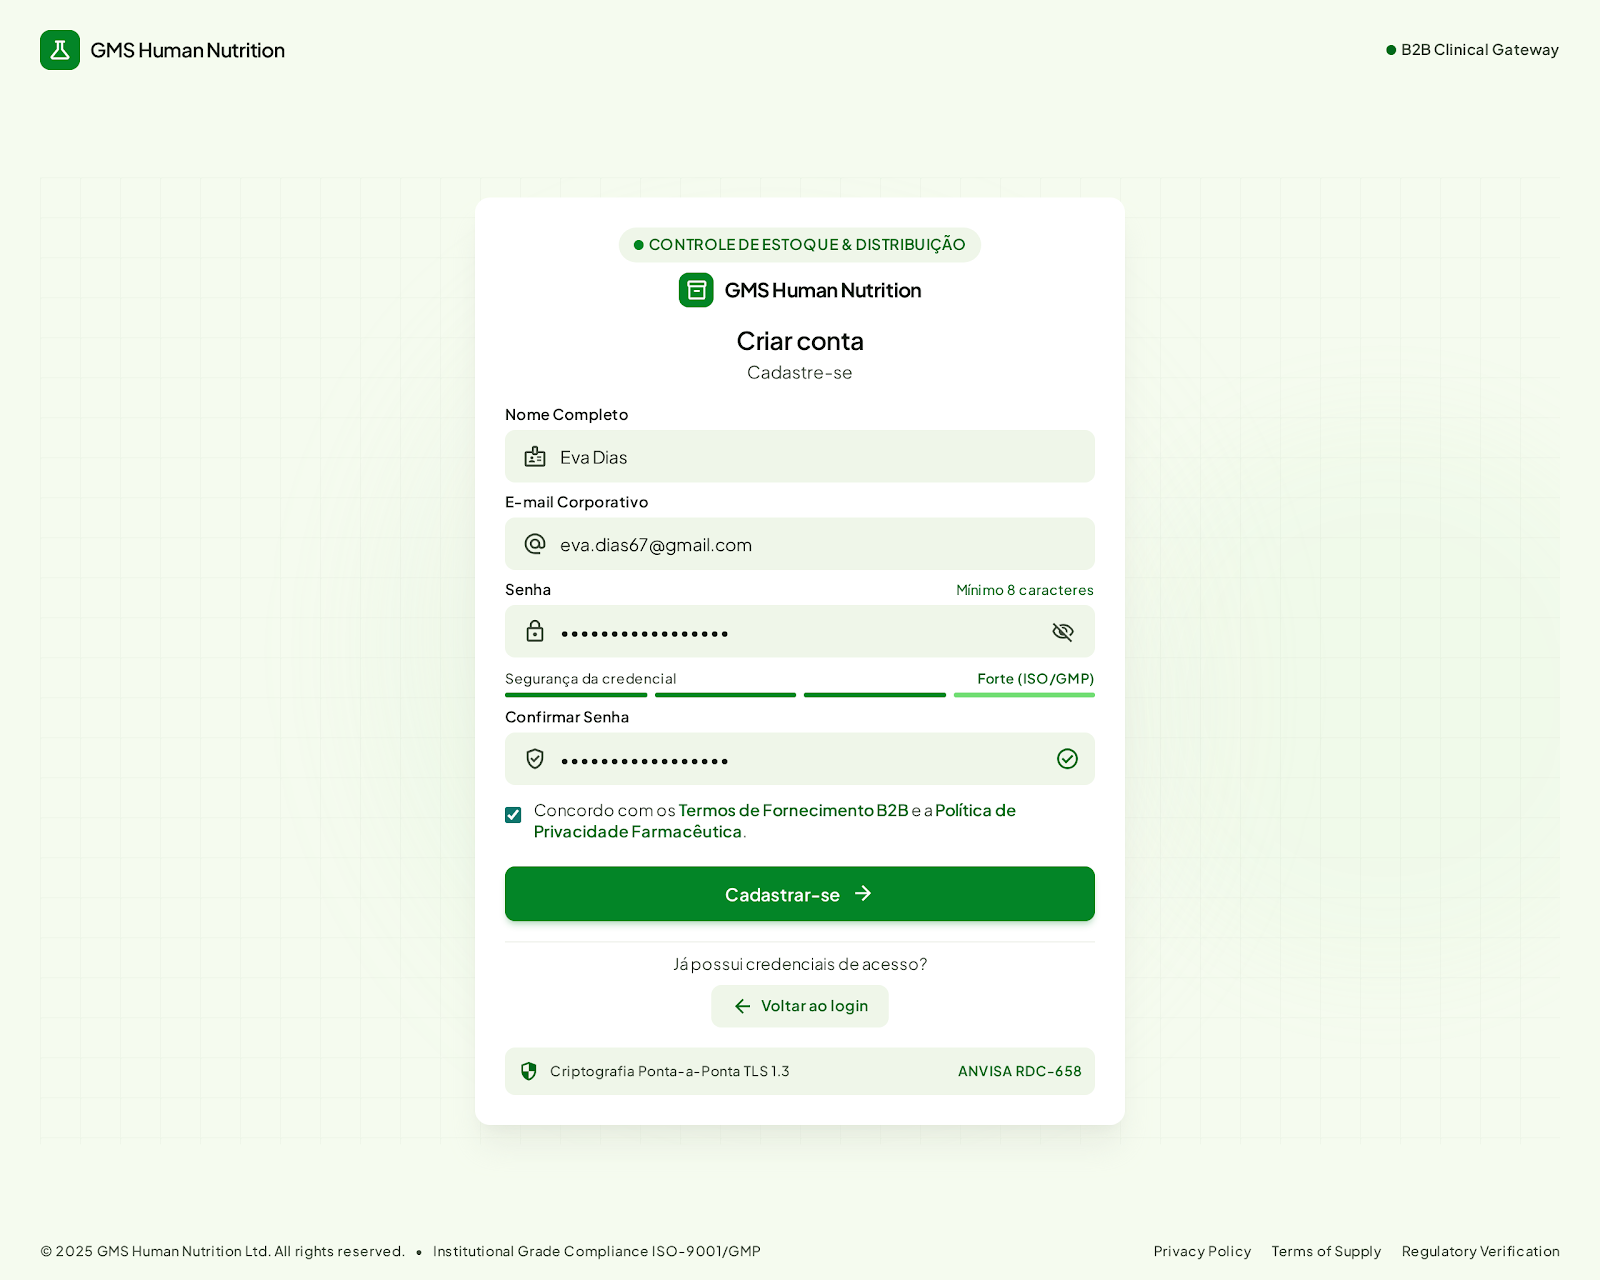 GMS Human Nutrition
B2B Clinical Gateway
CONTROLE DE ESTOQUE & DISTRIBUIÇÃO
GMS Human Nutrition
Criar conta
Cadastre-se
Nome Completo
Eva Dias
E-mail Corporativo
eva.dias67@gmail.com
Senha
Mínimo 8 caracteres
•••••••••••••••••
Segurança da credencial
Forte (ISO/GMP)
Confirmar Senha
•••••••••••••••••
Concordo com os Termos de Fornecimento B2B e a Política de
Privacidade Farmacêutica.
Cadastrar-se →
Já possui credenciais de acesso?
← Voltar ao login
Criptografia Ponta-a-Ponta TLS 1.3
ANVISA RDC-658
© 2025 GMS Human Nutrition Ltd. All rights reserved. • Institutional Grade Compliance ISO-9001/GMP
Privacy Policy Terms of Supply Regulatory Verification